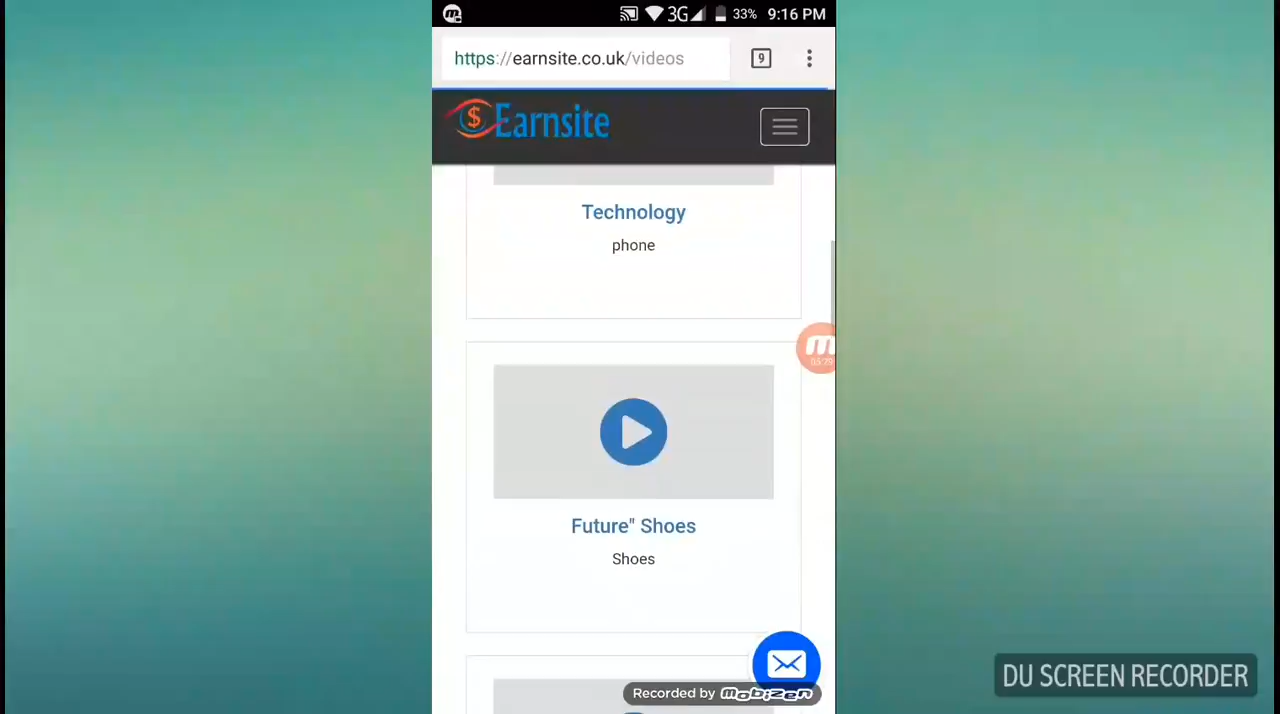 3G 33% 9:16 PM
https://earnsite.co.uk/videos
9
$Earnsite
Technology
phone
Future" Shoes
Shoes
Recorded by mobizen
DU SCREEN RECORDER